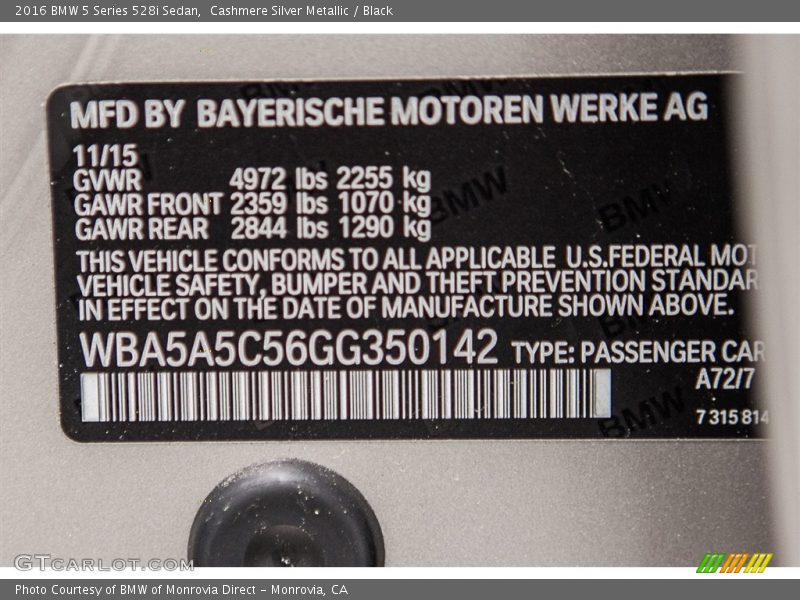 2016 BMW 5 Series 528i Sedan,  Cashmere Silver Metallic / Black
MFD BY BAYERISCHE MOTOREN WERKE AG
11/15
GVWR 4972 lbs 2255 kg
GAWR FRONT 2359 lbs 1070 kg
GAWR REAR 2844 lbs 1290 kg
THIS VEHICLE CONFORMS TO ALL APPLICABLE U.S.FEDERAL MOT
VEHICLE SAFETY, BUMPER AND THEFT PREVENTION STANDAR
IN EFFECT ON THE DATE OF MANUFACTURE SHOWN ABOVE.
WBA5A5C56GG350142 TYPE: PASSENGER CAR
A72/7
7 315 814
BMW
BMW
BMW
GTCARLOT.COM
Photo Courtesy of BMW of Monrovia Direct - Monrovia, CA